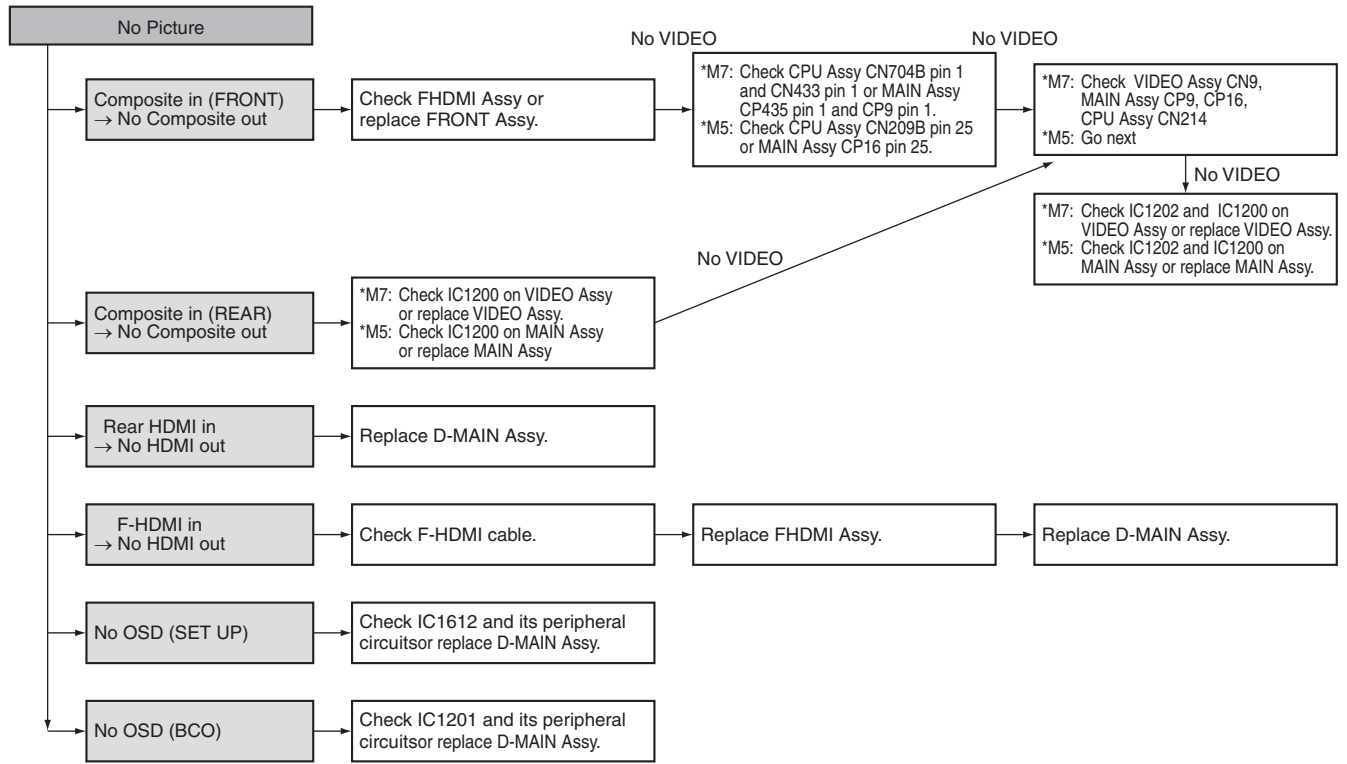 No Picture
No VIDEO
No VIDEO
Composite in (FRONT)
→ No Composite out
Check FHDMI Assy or
replace FRONT Assy.
*M7: Check CPU Assy CN704B pin 1
and CN433 pin 1 or MAIN Assy
CP435 pin 1 and CP9 pin 1.
*M5: Check CPU Assy CN209B pin 25
or MAIN Assy CP16 pin 25.
*M7: Check VIDEO Assy CN9,
MAIN Assy CP9, CP16,
CPU Assy CN214
*M5: Go next
No VIDEO
*M7: Check IC1202 and IC1200 on
VIDEO Assy or replace VIDEO Assy.
*M5: Check IC1202 and IC1200 on
MAIN Assy or replace MAIN Assy.
No VIDEO
Composite in (REAR)
→ No Composite out
*M7: Check IC1200 on VIDEO Assy
or replace VIDEO Assy.
*M5: Check IC1200 on MAIN Assy
or replace MAIN Assy
Rear HDMI in
→ No HDMI out
Replace D-MAIN Assy.
F-HDMI in
→ No HDMI out
Check F-HDMI cable.
Replace FHDMI Assy.
Replace D-MAIN Assy.
No OSD (SET UP)
Check IC1612 and its peripheral
circuitsor replace D-MAIN Assy.
No OSD (BCO)
Check IC1201 and its peripheral
circuitsor replace D-MAIN Assy.